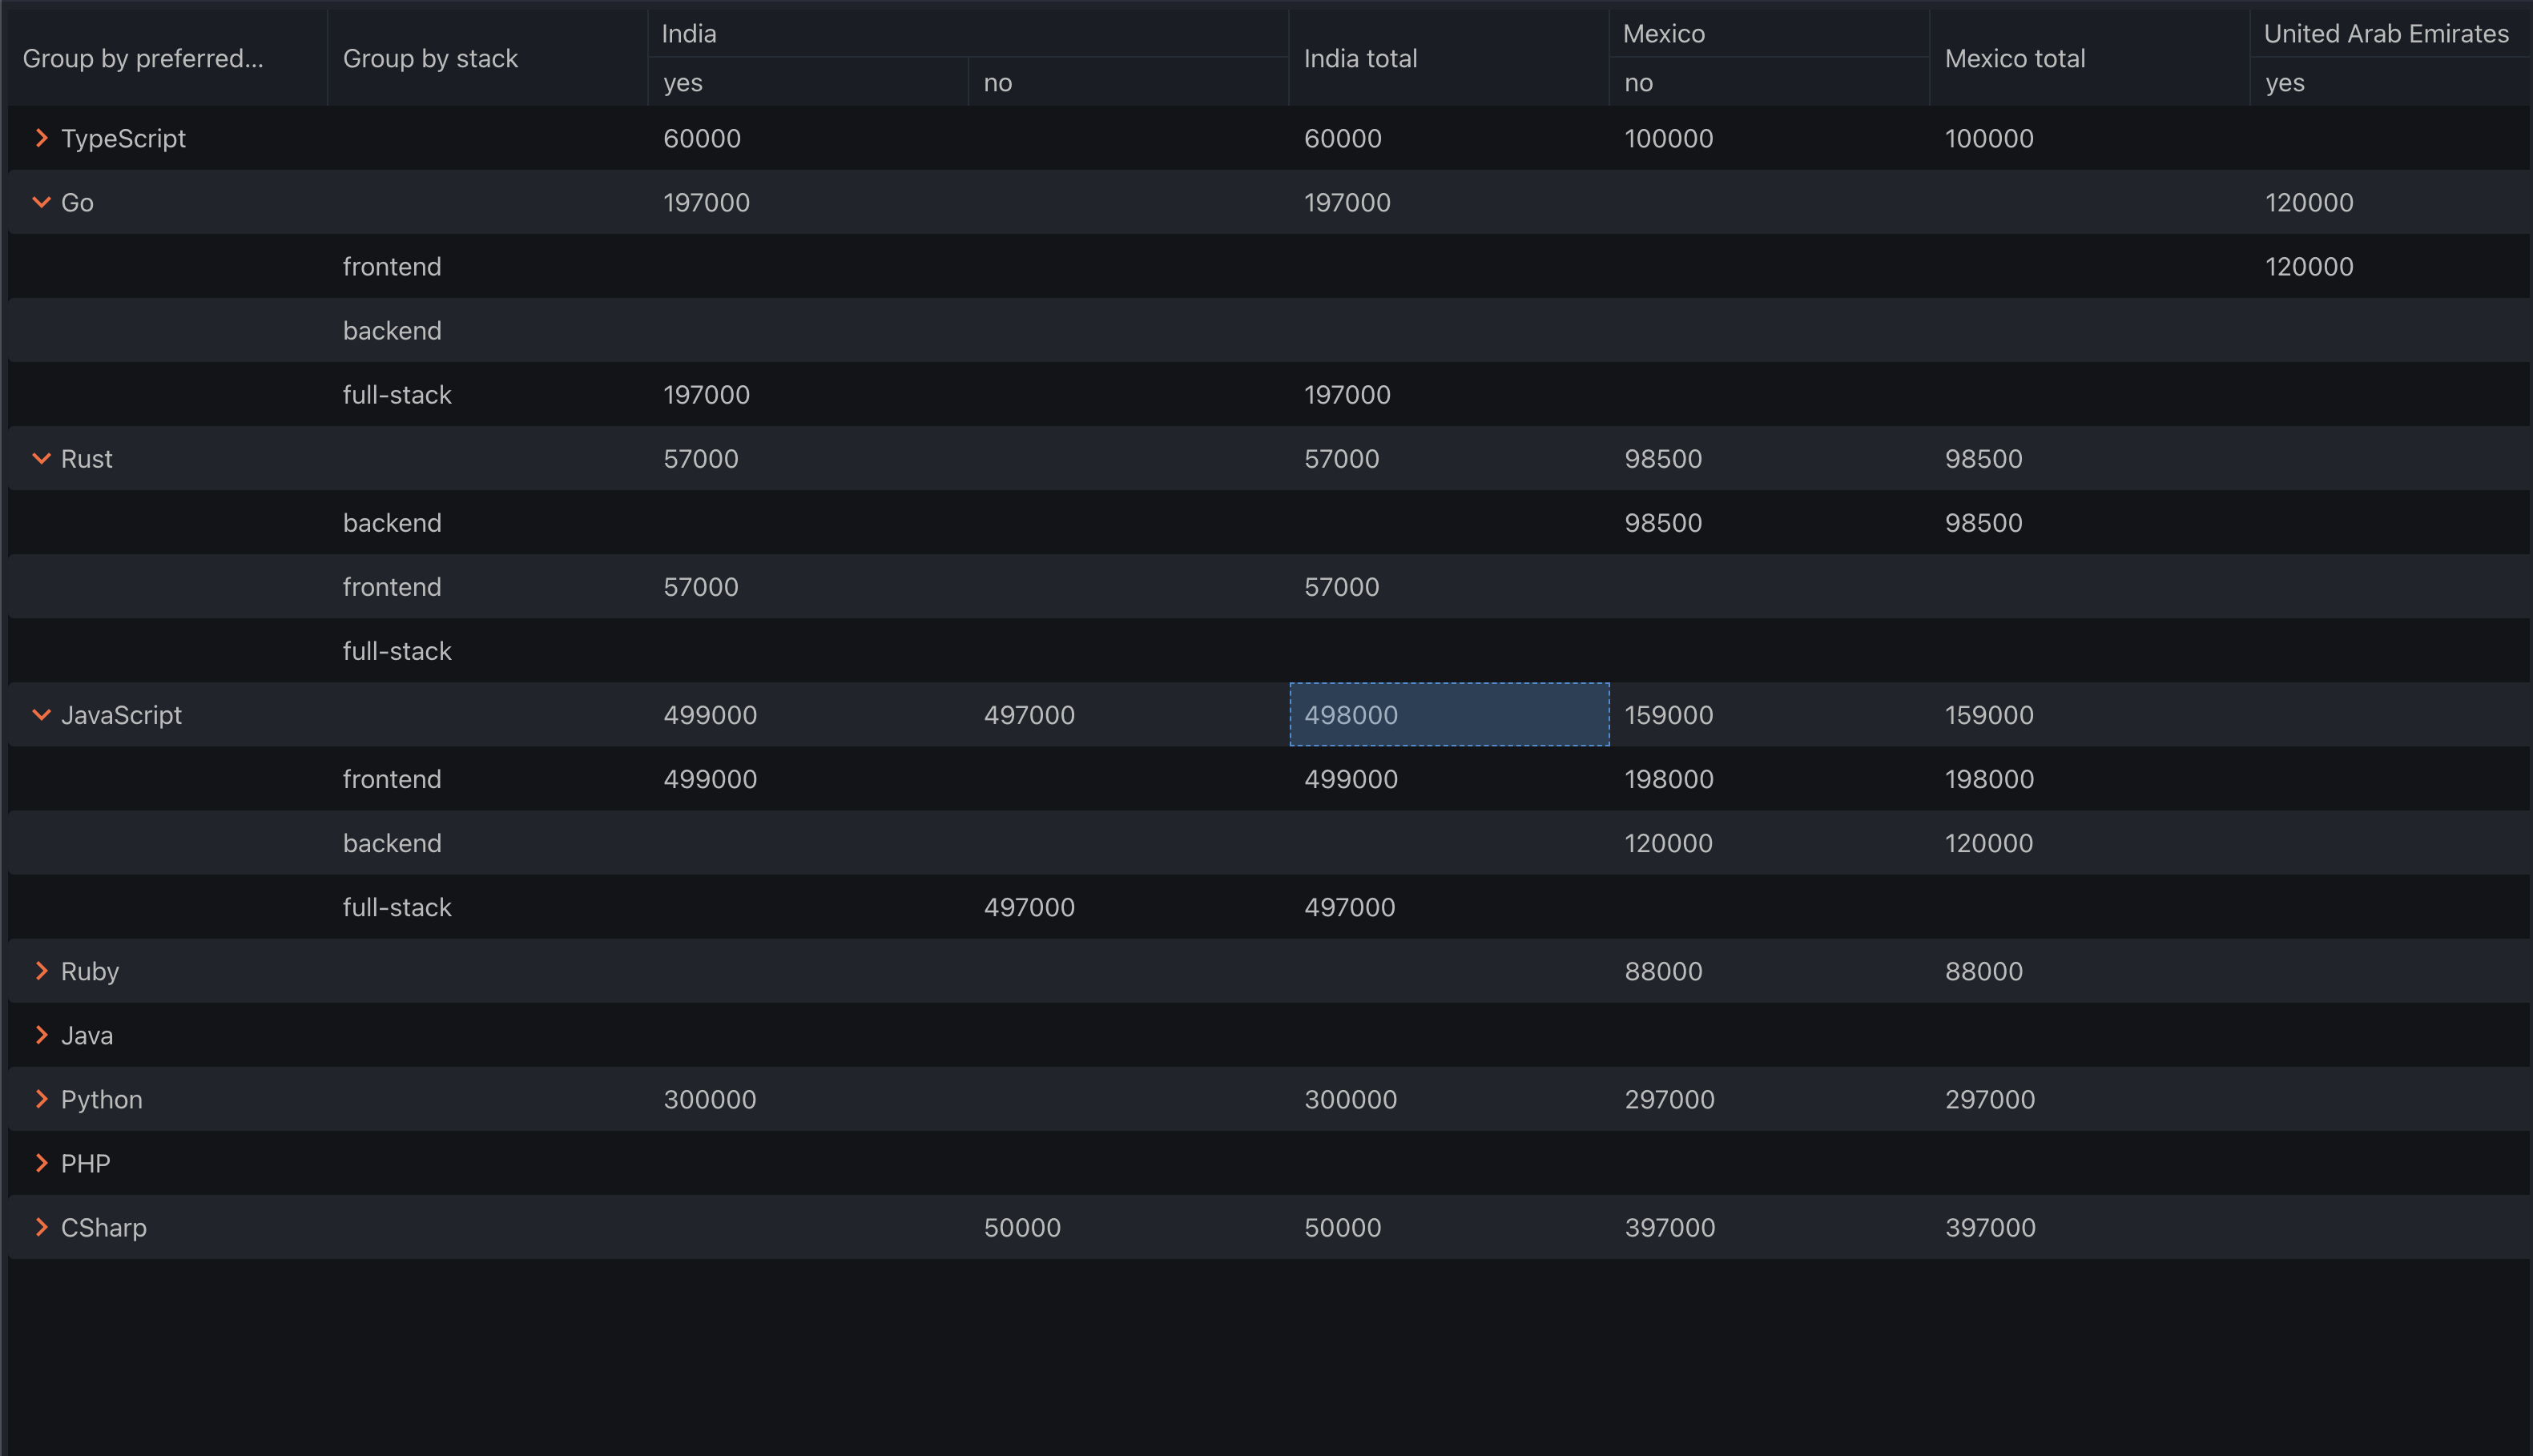 Group by preferred... Group by stack India India total Mexico Mexico total United Arab Emirates
yes no no yes
TypeScript 60000 60000 100000 100000
Go 197000 197000 120000
frontend 120000
backend
full-stack 197000 197000
Rust 57000 57000 98500 98500
backend 98500 98500
frontend 57000 57000
full-stack
JavaScript 499000 497000 498000 159000 159000
frontend 499000 499000 198000 198000
backend 120000 120000
full-stack 497000 497000
Ruby 88000 88000
Java
Python 300000 300000 297000 297000
PHP
CSharp 50000 50000 397000 397000